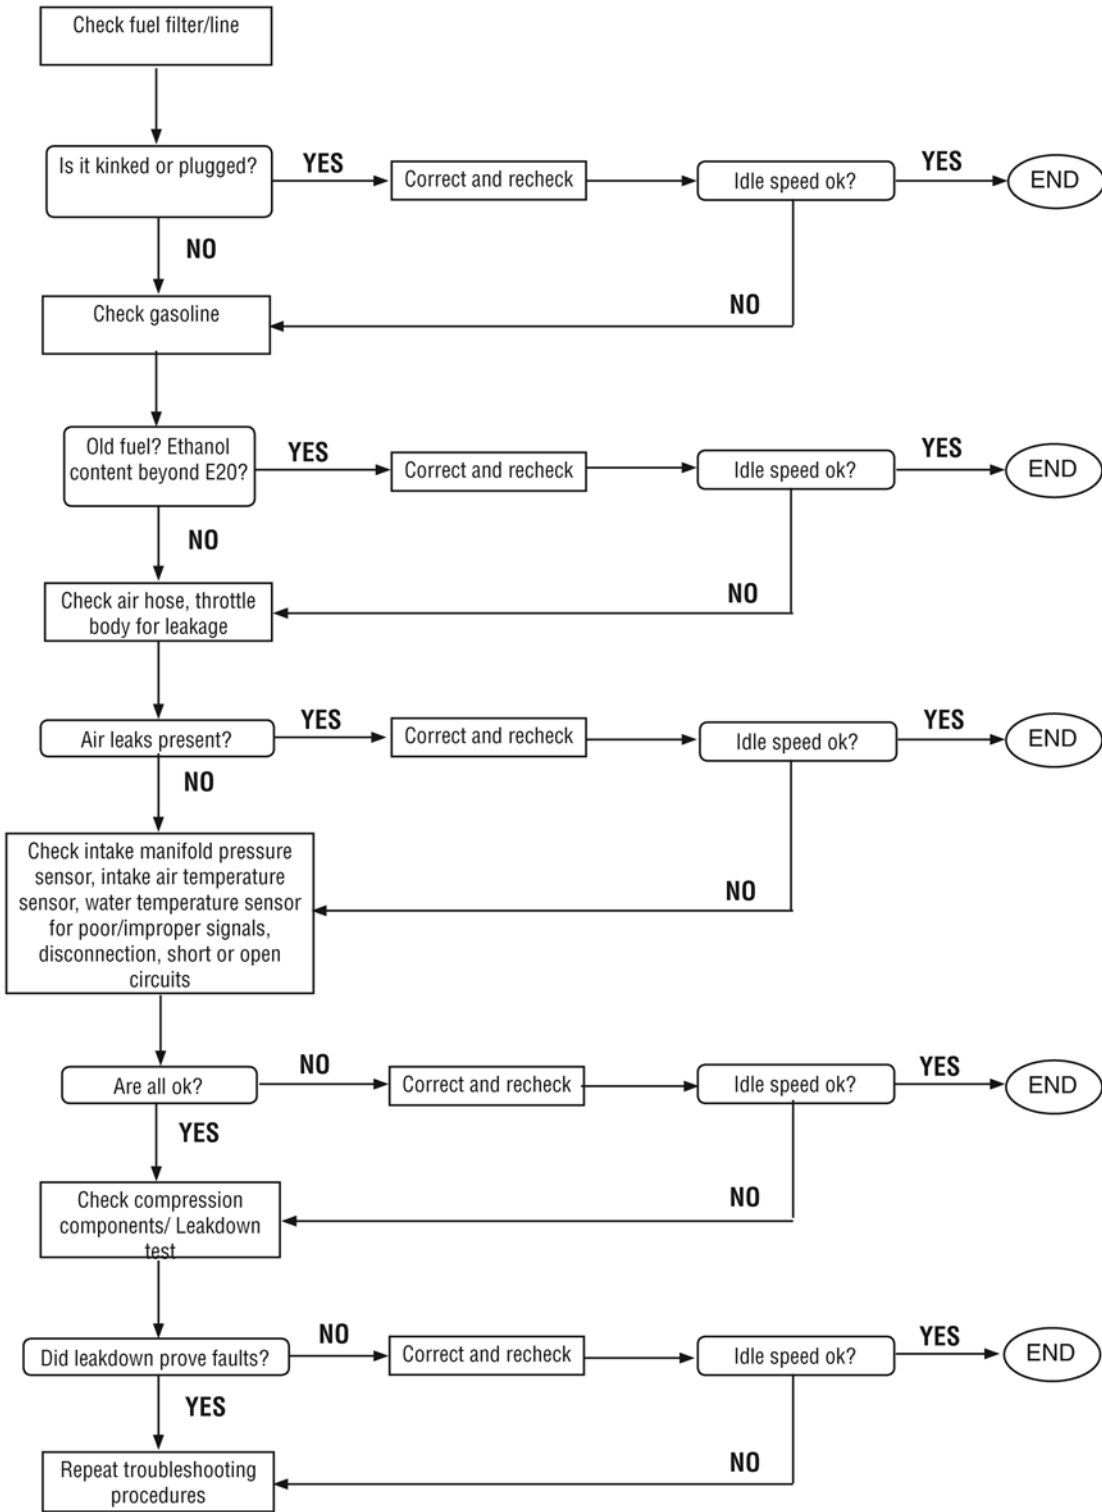 Check fuel filter/line
Is it kinked or plugged?
YES
Correct and recheck
Idle speed ok?
YES
END
NO
NO
Check gasoline
Old fuel? Ethanol
content beyond E20?
YES
Correct and recheck
Idle speed ok?
YES
END
NO
NO
Check air hose, throttle
body for leakage
Air leaks present?
YES
Correct and recheck
Idle speed ok?
YES
END
NO
NO
Check intake manifold pressure
sensor, intake air temperature
sensor, water temperature sensor
for poor/improper signals,
disconnection, short or open
circuits
Are all ok?
NO
Correct and recheck
Idle speed ok?
YES
END
YES
NO
Check compression
components/ Leakdown
test
Did leakdown prove faults?
NO
Correct and recheck
Idle speed ok?
YES
END
YES
NO
Repeat troubleshooting
procedures